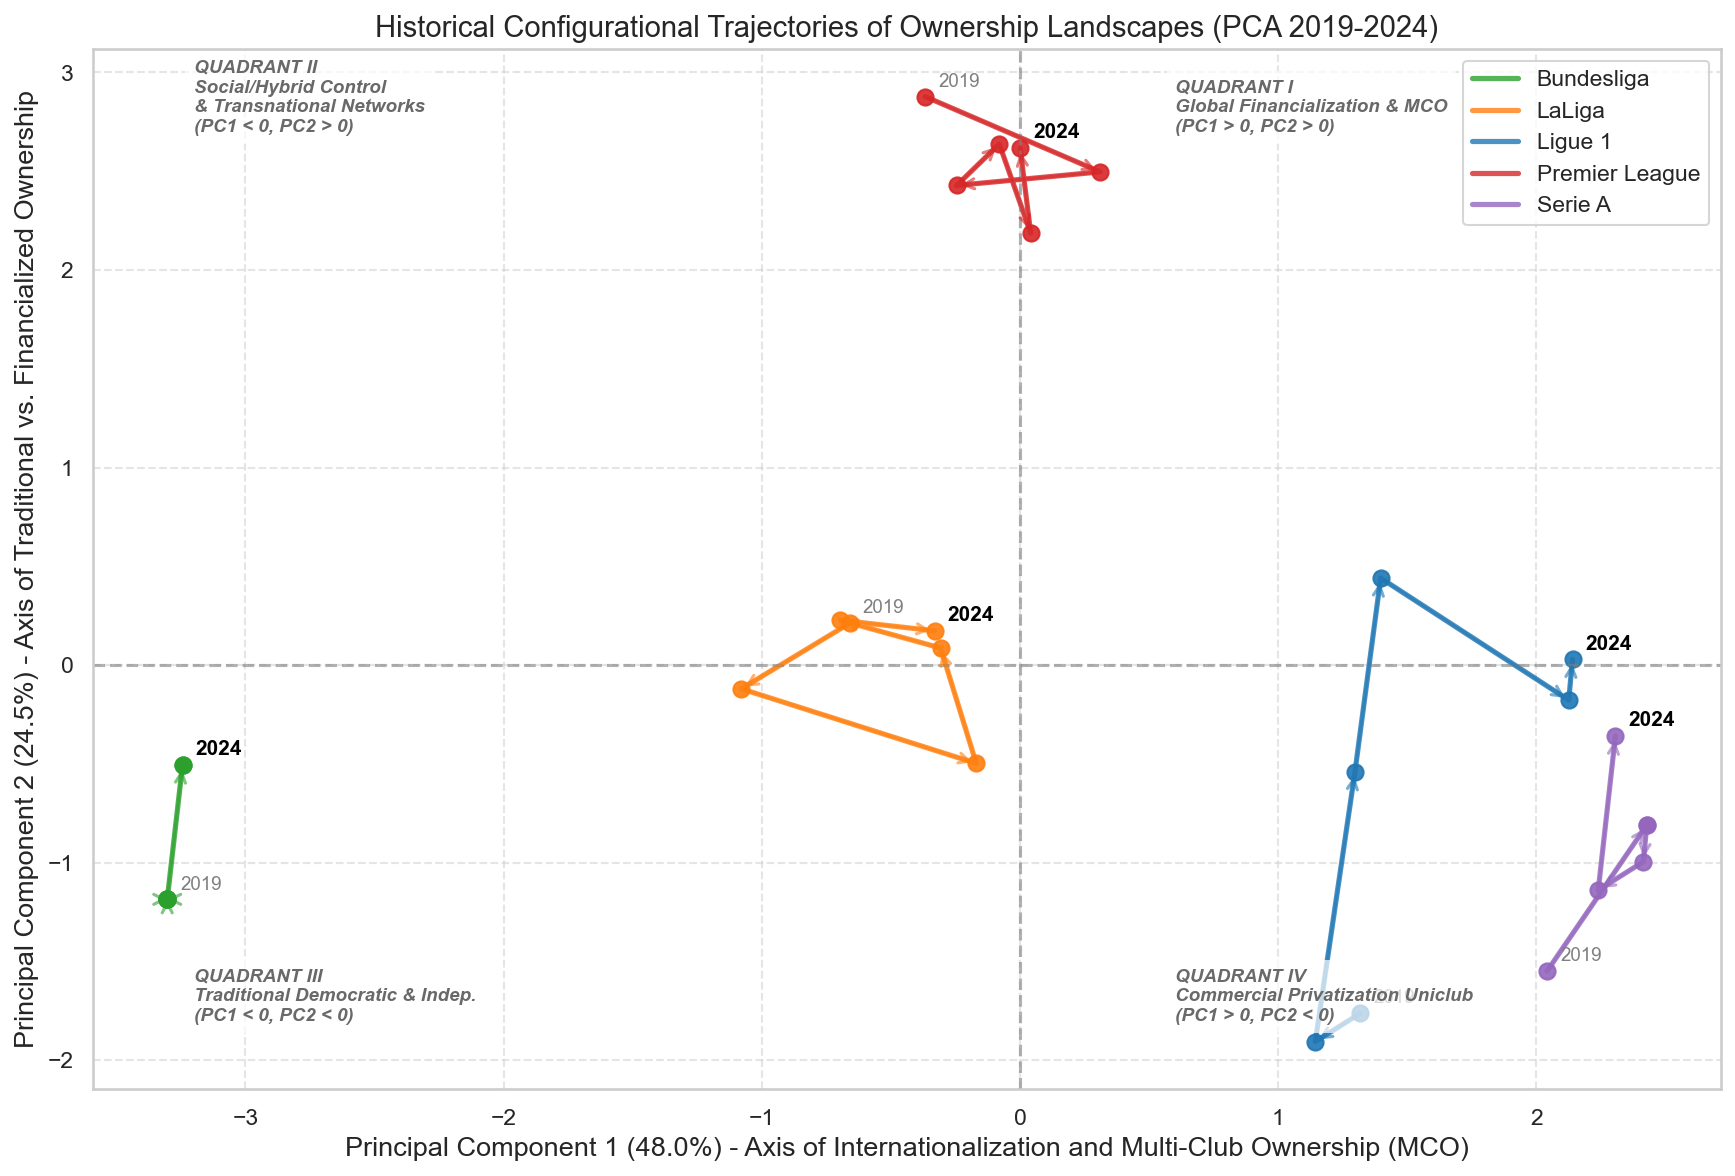 Historical Configurational Trajectories of Ownership Landscapes (PCA 2019-2024)
Principal Component 2 (24.5%) - Axis of Traditional vs. Financialized Ownership
3
2
1
0
−1
−2
QUADRANT II
Social/Hybrid Control
& Transnational Networks
(PC1 < 0, PC2 > 0)
2019
2024
QUADRANT I
Global Financialization & MCO
(PC1 > 0, PC2 > 0)
Bundesliga
LaLiga
Ligue 1
Premier League
Serie A
2019
2024
2024
2024
2024
2019
2019
QUADRANT III
Traditional Democratic & Indep.
(PC1 < 0, PC2 < 0)
QUADRANT IV
Commercial Privatization Uniclub
(PC1 > 0, PC2 < 0)
−3
−2
−1
0
1
2
Principal Component 1 (48.0%) - Axis of Internationalization and Multi-Club Ownership (MCO)